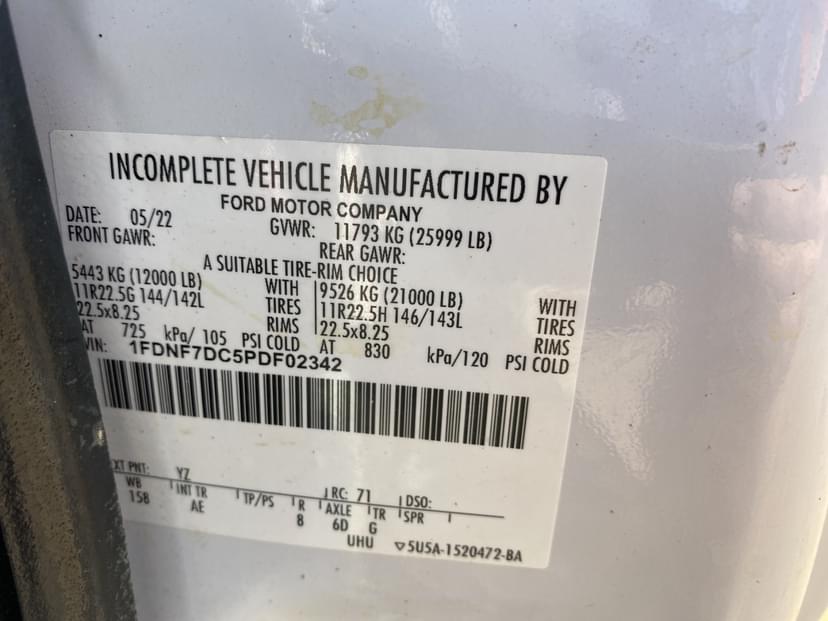 INCOMPLETE VEHICLE MANUFACTURED BY
FORD MOTOR COMPANY
DATE: 05/22 GVWR: 11793 KG (25999 LB)
FRONT GAWR: REAR GAWR:
A SUITABLE TIRE-RIM CHOICE
5443 KG (12000 LB) WITH 9526 KG (21000 LB) WITH
11R22.5G 144/142L TIRES 11R22.5H 146/143L TIRES
22.5x8.25 RIMS 22.5x8.25 RIMS
AT 725 kPa/ 105 PSI COLD AT 830 kPa/120 PSI COLD
VIN: 1FDNF7DC5PDF02342
XT PNT: YZ RC: 71 DSO:
WB INT TR TP/PS R AXLE TR SPR
158 AE 8 6D G
UHU ▽5U5A-1520472-BA